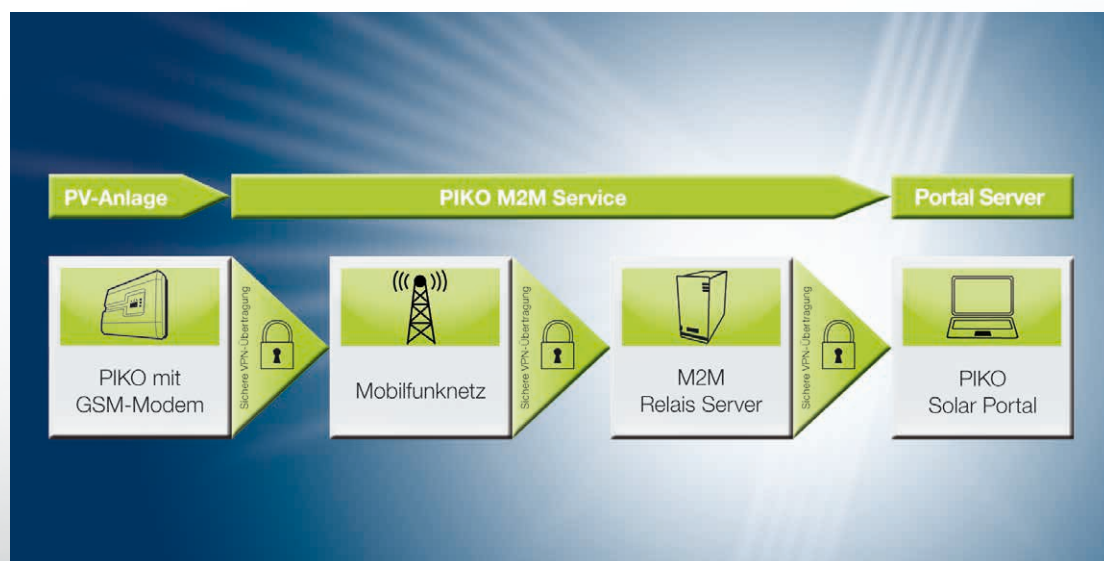 PV-Anlage
PIKO M2M Service
Portal Server
PIKO mit
GSM-Modem
Sichere VPN-Übertragung
Mobilfunknetz
Sichere VPN-Übertragung
M2M
Relais Server
Sichere VPN-Übertragung
PIKO
Solar Portal